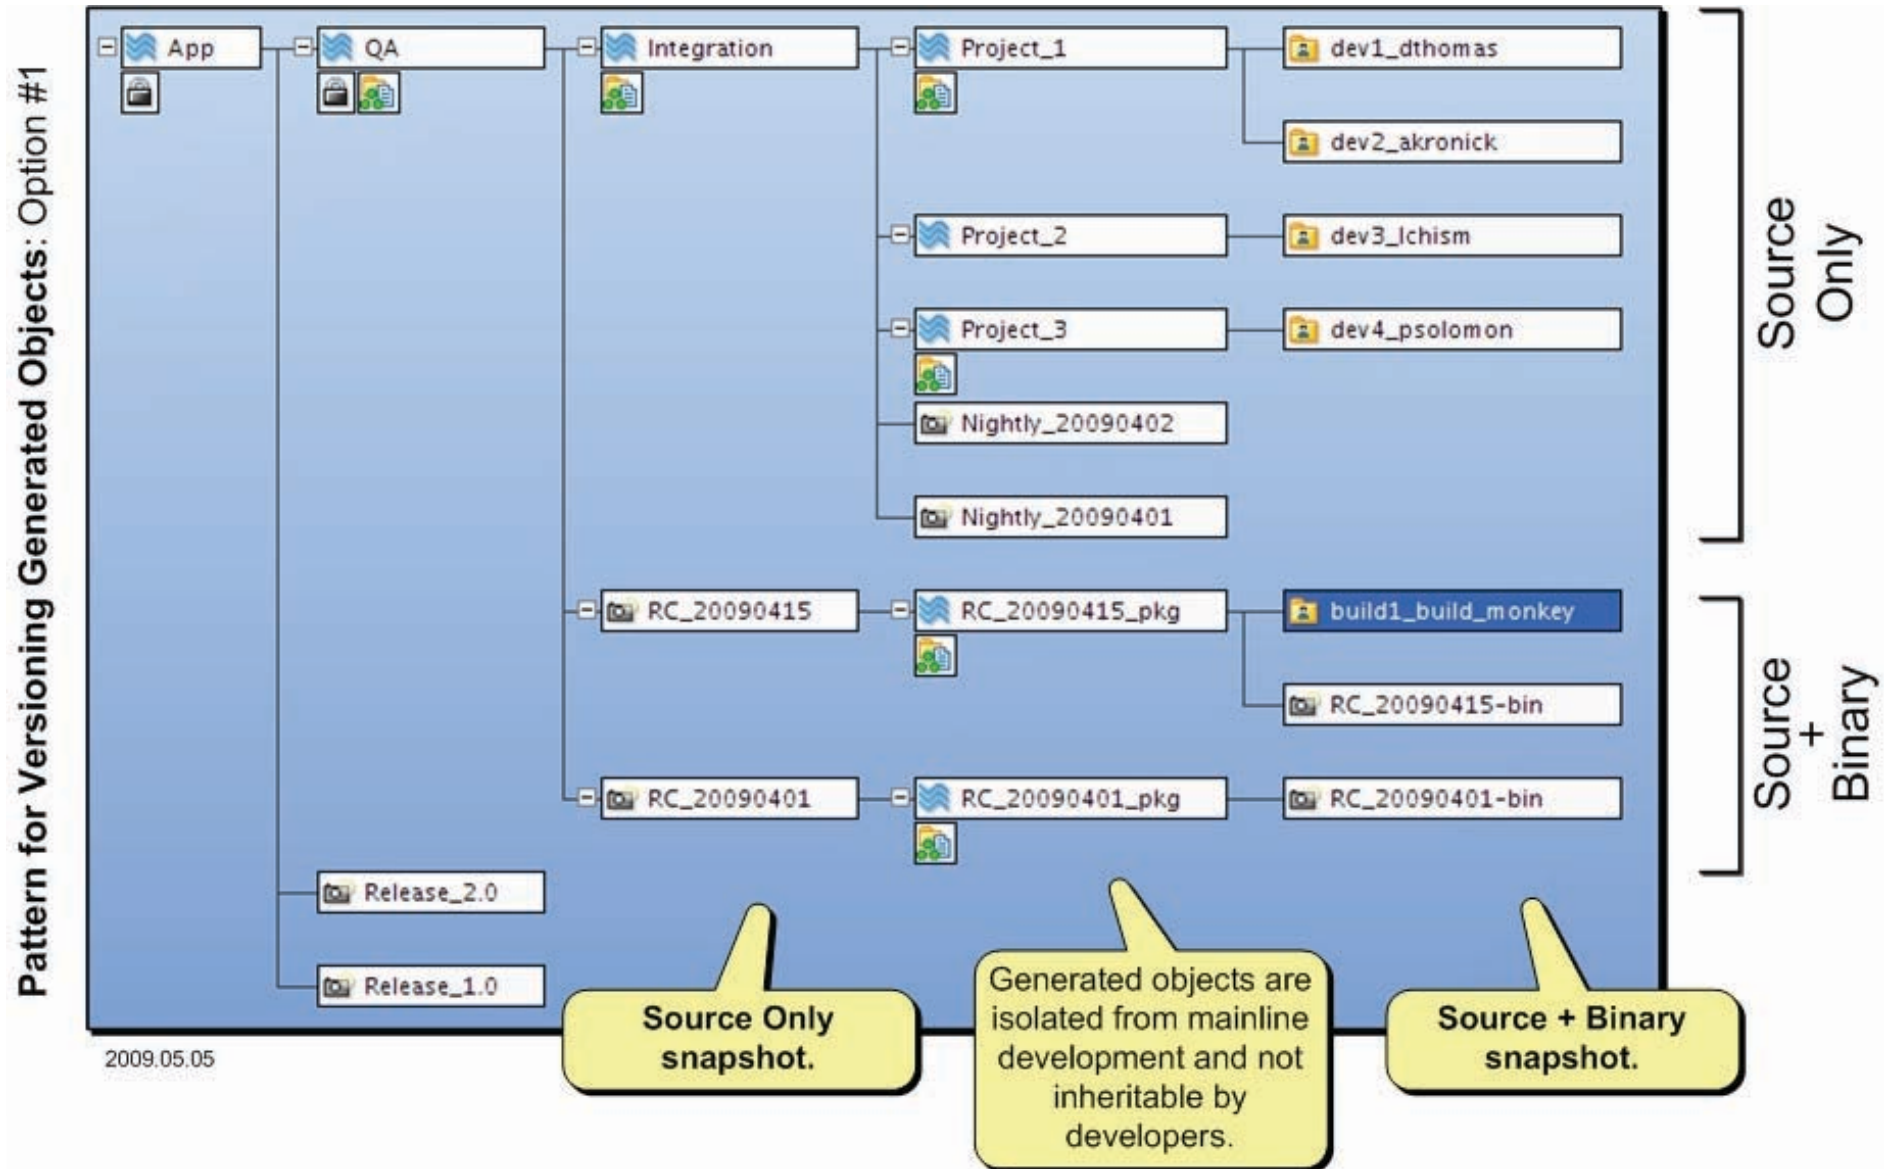 Pattern for Versioning Generated Objects: Option #1
App
QA
Integration
Project_1
dev1_dthomas
dev2_akronick
Project_2
dev3_lchism
Project_3
dev4_psolomon
Nightly_20090402
Nightly_20090401
RC_20090415
RC_20090415_pkg
build1_build_monkey
RC_20090415-bin
RC_20090401
RC_20090401_pkg
RC_20090401-bin
Release_2.0
Release_1.0
Source
Only
Source
+
Binary
Source Only
snapshot.
Generated objects are
isolated from mainline
development and not
inheritable by
developers.
Source + Binary
snapshot.
2009.05.05